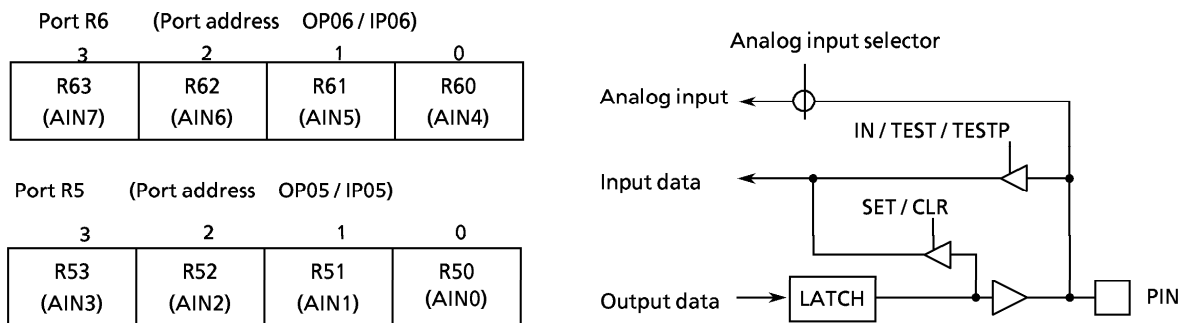 Port R6 (Port address OP06 / IP06)
3 2 1 0
R63 R62 R61 R60
(AIN7) (AIN6) (AIN5) (AIN4)
Port R5 (Port address OP05 / IP05)
3 2 1 0
R53 R52 R51 R50
(AIN3) (AIN2) (AIN1) (AIN0)
Analog input selector
Analog input
IN / TEST / TESTP
Input data
SET / CLR
Output data LATCH PIN